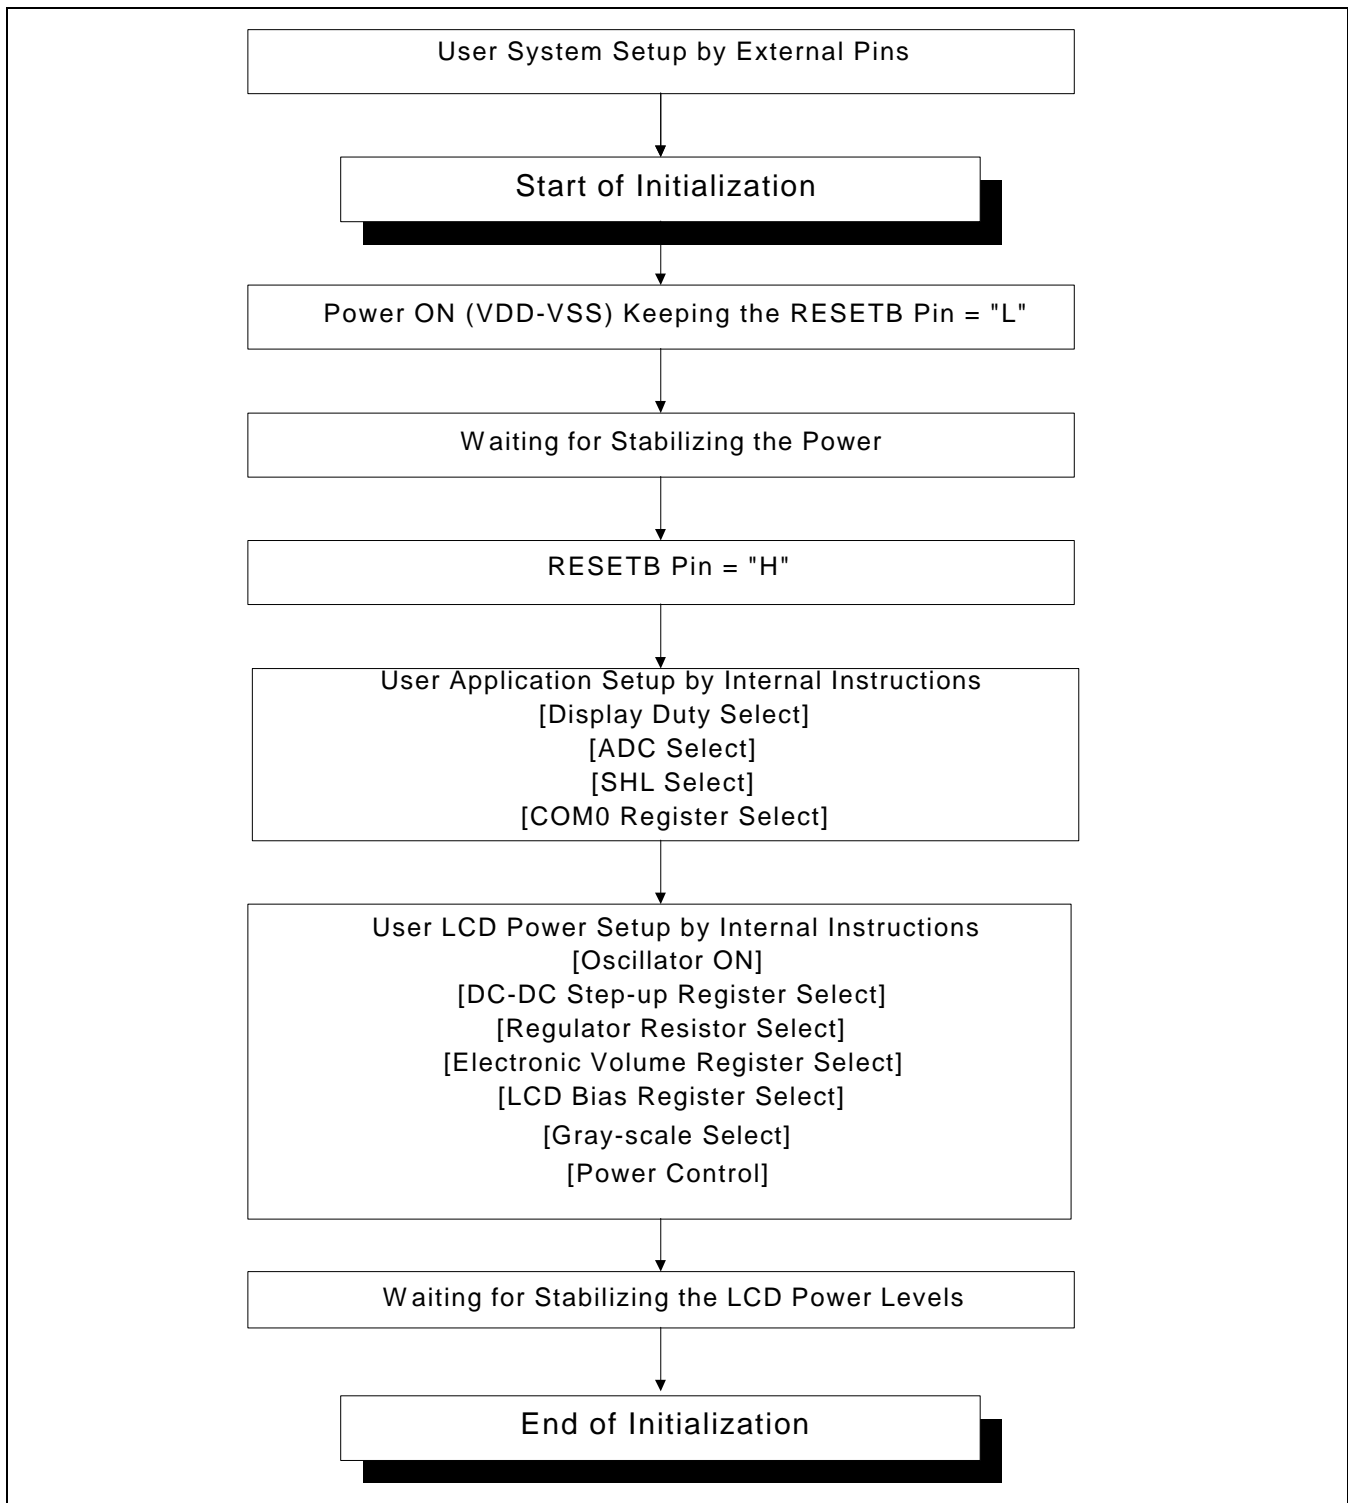 User System Setup by External Pins
Start of Initialization
Power ON (VDD-VSS) Keeping the RESETB Pin = "L"
Waiting for Stabilizing the Power
RESETB Pin = "H"
User Application Setup by Internal Instructions
[Display Duty Select]
[ADC Select]
[SHL Select]
[COM0 Register Select]
User LCD Power Setup by Internal Instructions
[Oscillator ON]
[DC-DC Step-up Register Select]
[Regulator Resistor Select]
[Electronic Volume Register Select]
[LCD Bias Register Select]
[Gray-scale Select]
[Power Control]
Waiting for Stabilizing the LCD Power Levels
End of Initialization